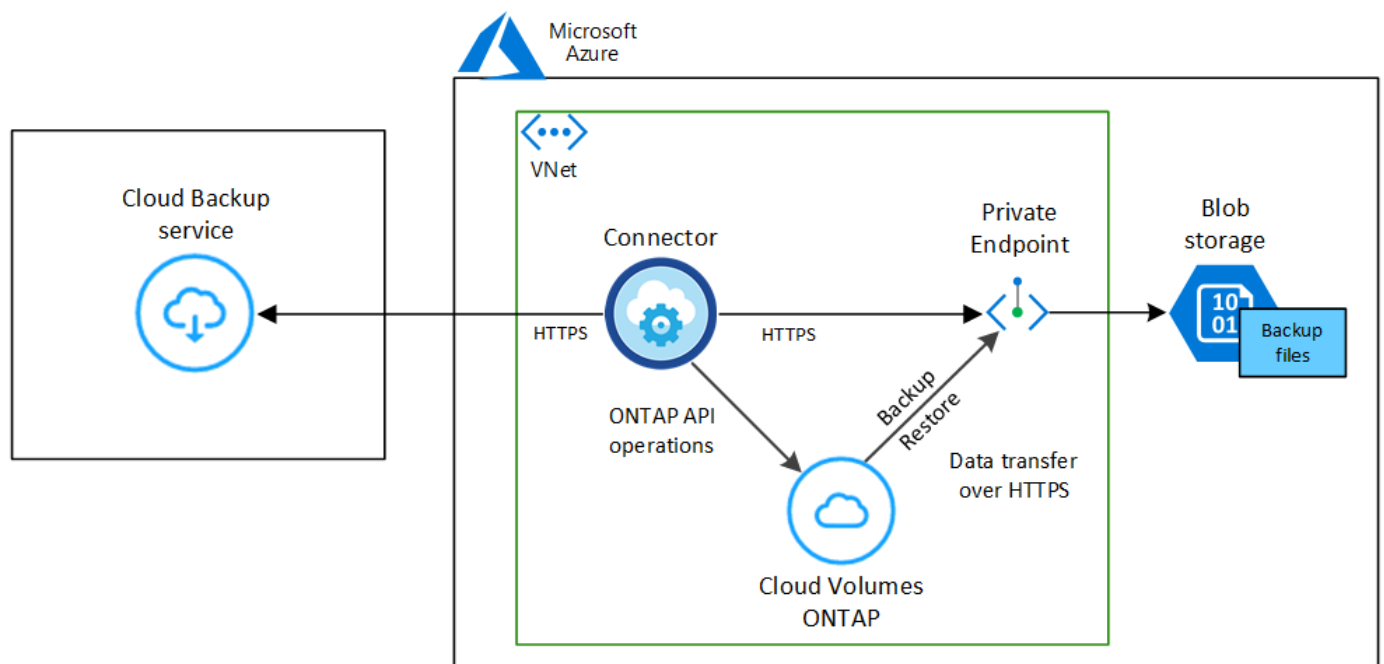 Microsoft
Azure
VNet
Cloud Backup
service
Connector
Private
Endpoint
Blob
storage
HTTPS
HTTPS
10
01
Backup
files
ONTAP API
operations
Backup
Restore
Data transfer
over HTTPS
Cloud Volumes
ONTAP